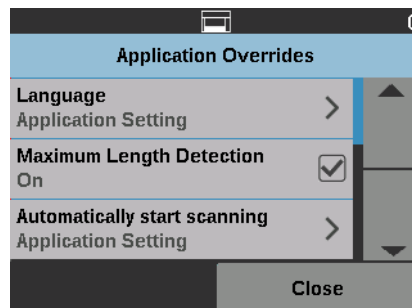 Application Overrides
Language
Application Setting
Maximum Length Detection
On
Automatically start scanning
Application Setting
Close